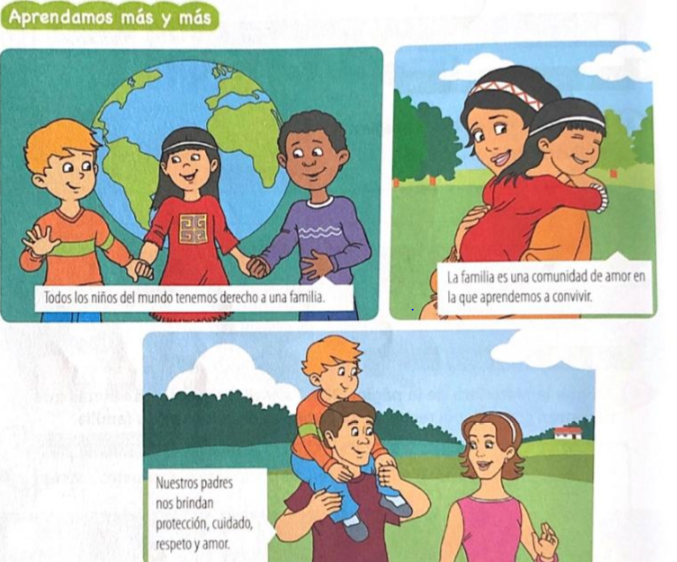 Aprendamos más y más
Todos los niños del mundo tenemos derecho a una familia.
La familia es una comunidad de amor en
la que aprendemos a convivir.
Nuestros padres
nos brindan
protección, cuidado,
respeto y amor.